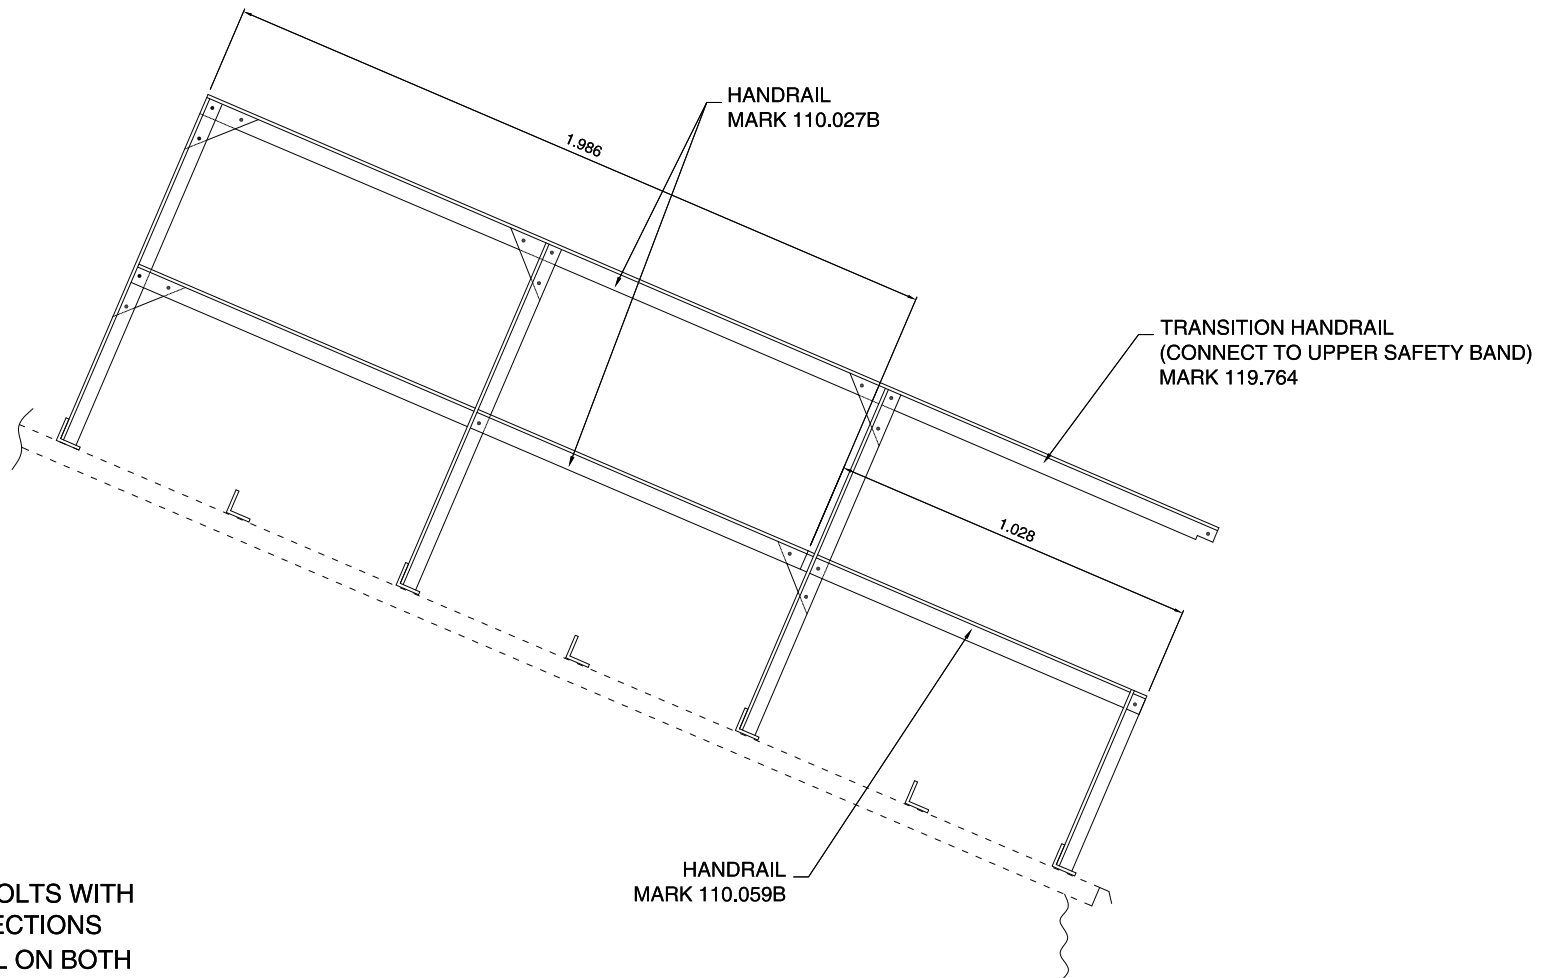 HANDRAIL
MARK 110.027B
1.986
TRANSITION HANDRAIL
(CONNECT TO UPPER SAFETY BAND)
MARK 119.764
1.028
HANDRAIL
MARK 110.059B
OLTS WITH
ECTIONS
L ON BOTH